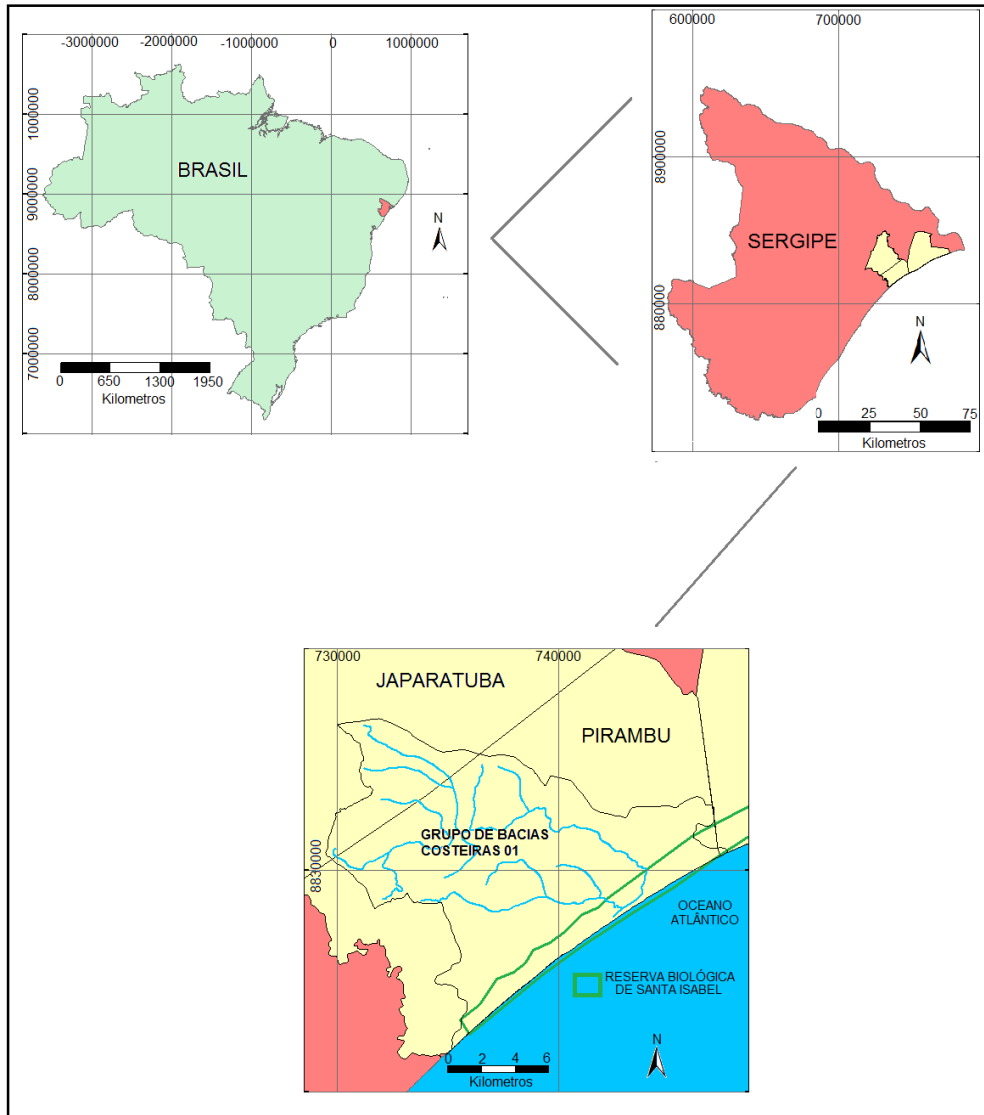 -3000000 -2000000 -1000000 0 1000000
10000000
9000000
8000000
7000000
BRASIL
N
0 650 1300 1950
Kilometros
600000 700000
8900000
8800000
SERGIPE
N
0 25 50 75
Kilometros
730000 740000
JAPARATUBA
PIRAMBU
GRUPO DE BACIAS
COSTEIRAS 01
8830000
OCEANO
ATLÂNTICO
RESERVA BIOLÓGICA
DE SANTA ISABEL
N
0 2 4 6
Kilometros